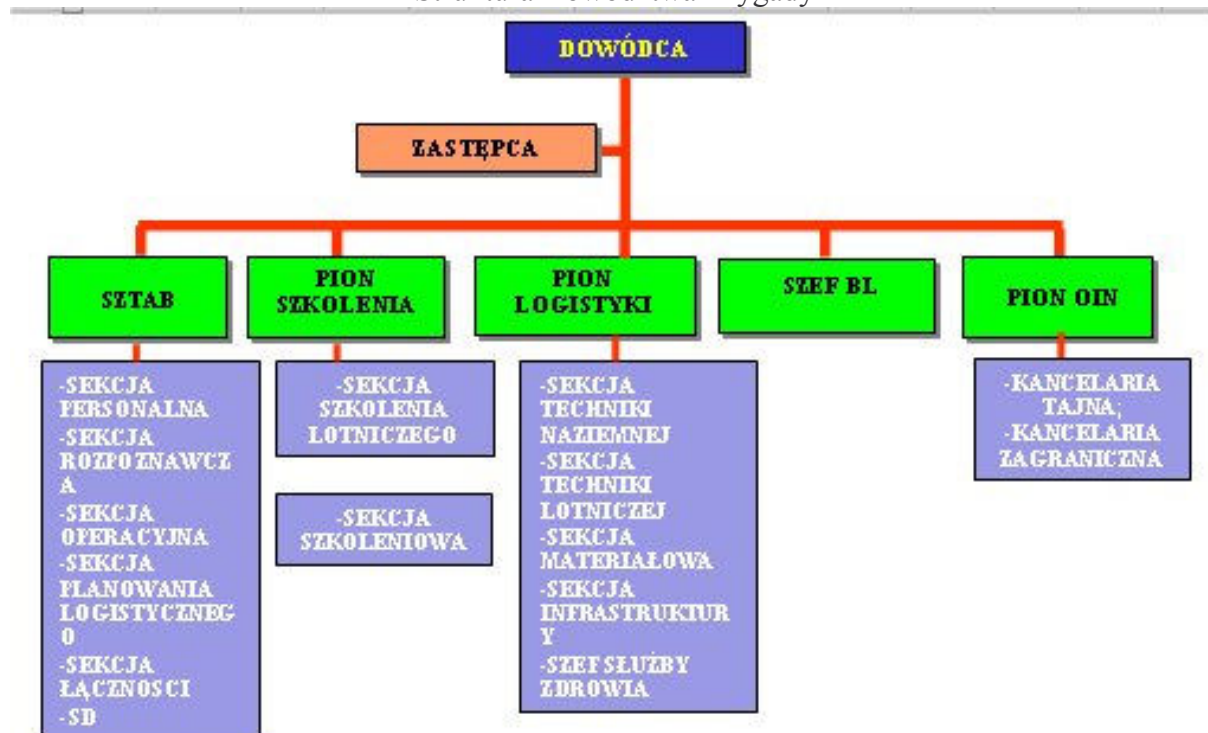 DOWÓDCA
ZASTĘPCA
SZTAB
PION
SZKOLENIA
PION
LOGISTYKI
SZEF BL
PION OIN
-SEKCJA
PERSONALNA
-SEKCJA
ROZPOZNAWCZ
A
-SEKCJA
OPERACYJNA
-SEKCJA
PLANOWANIA
LOGISTYCZNEG
O
-SEKCJA
ŁĄCZNOSCI
-SD
-SEKCJA
SZKOLENIA
LOTNICZEGO
-SEKCJA
SZKOLENIOWA
-SEKCJA
TECHNIKI
NAZIEMNEJ
-SEKCJA
TECHNIKI
LOTNICZEJ
-SEKCJA
MATERIAŁOWA
-SEKCJA
INFRASTRUKTUR
Y
-SZEF SŁUŻBY
ZDROWIA
-KANCELARIA
TAJNA;
-KANCELARIA
ZAGRANICZNA